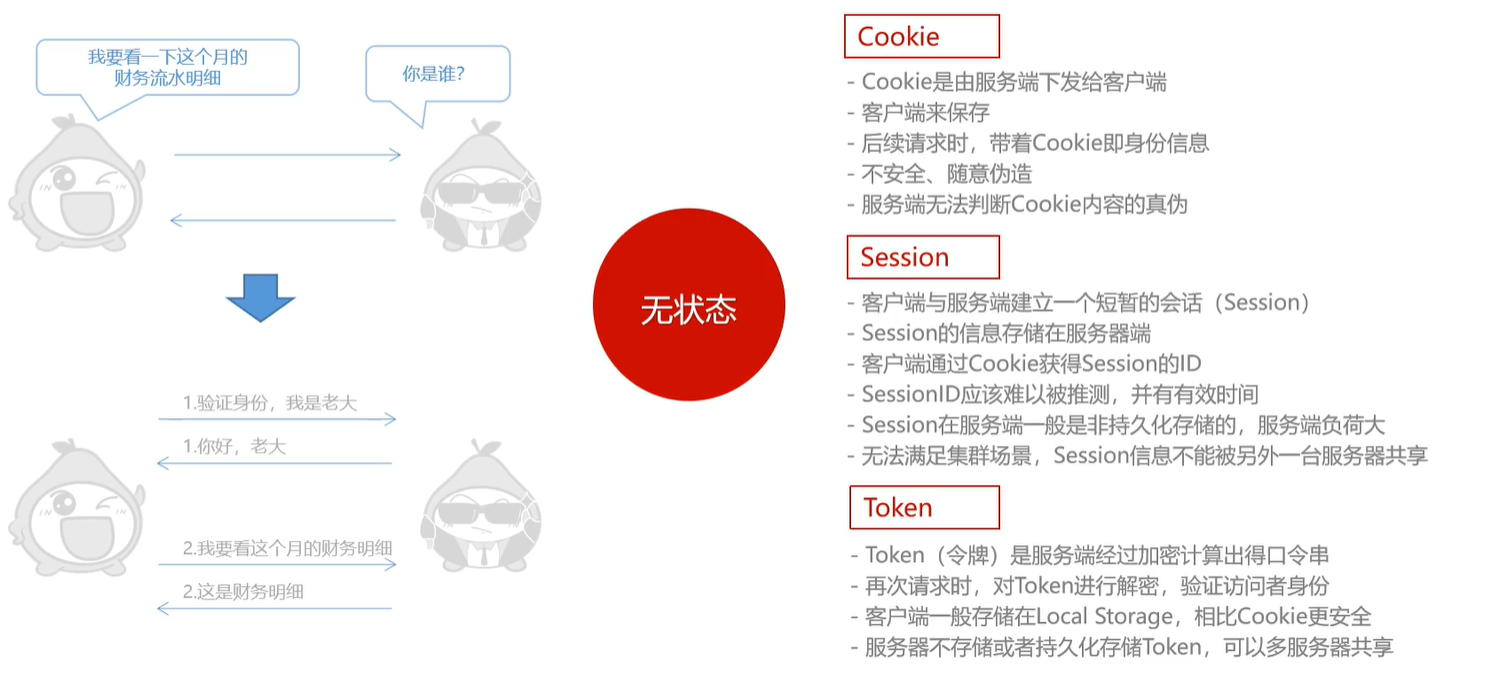 我要看一下这个月的
财务流水明细
你是谁？
1.验证身份，我是老大
1.你好，老大
2.我要看这个月的财务明细
2.这是财务明细
无状态
Cookie
- Cookie是由服务端下发给客户端
- 客户端来保存
- 后续请求时，带着Cookie即身份信息
- 不安全、随意伪造
- 服务端无法判断Cookie内容的真伪
Session
- 客户端与服务端建立一个短暂的会话（Session）
- Session的信息存储在服务器端
- 客户端通过Cookie获得Session的ID
- SessionID应该难以被推测，并有有效时间
- Session在服务端一般是非持久化存储的，服务端负荷大
- 无法满足集群场景，Session信息不能被另外一台服务器共享
Token
- Token（令牌）是服务端经过加密计算出得口令串
- 再次请求时，对Token进行解密，验证访问者身份
- 客户端一般存储在Local Storage，相比Cookie更安全
- 服务器不存储或者持久化存储Token，可以多服务器共享